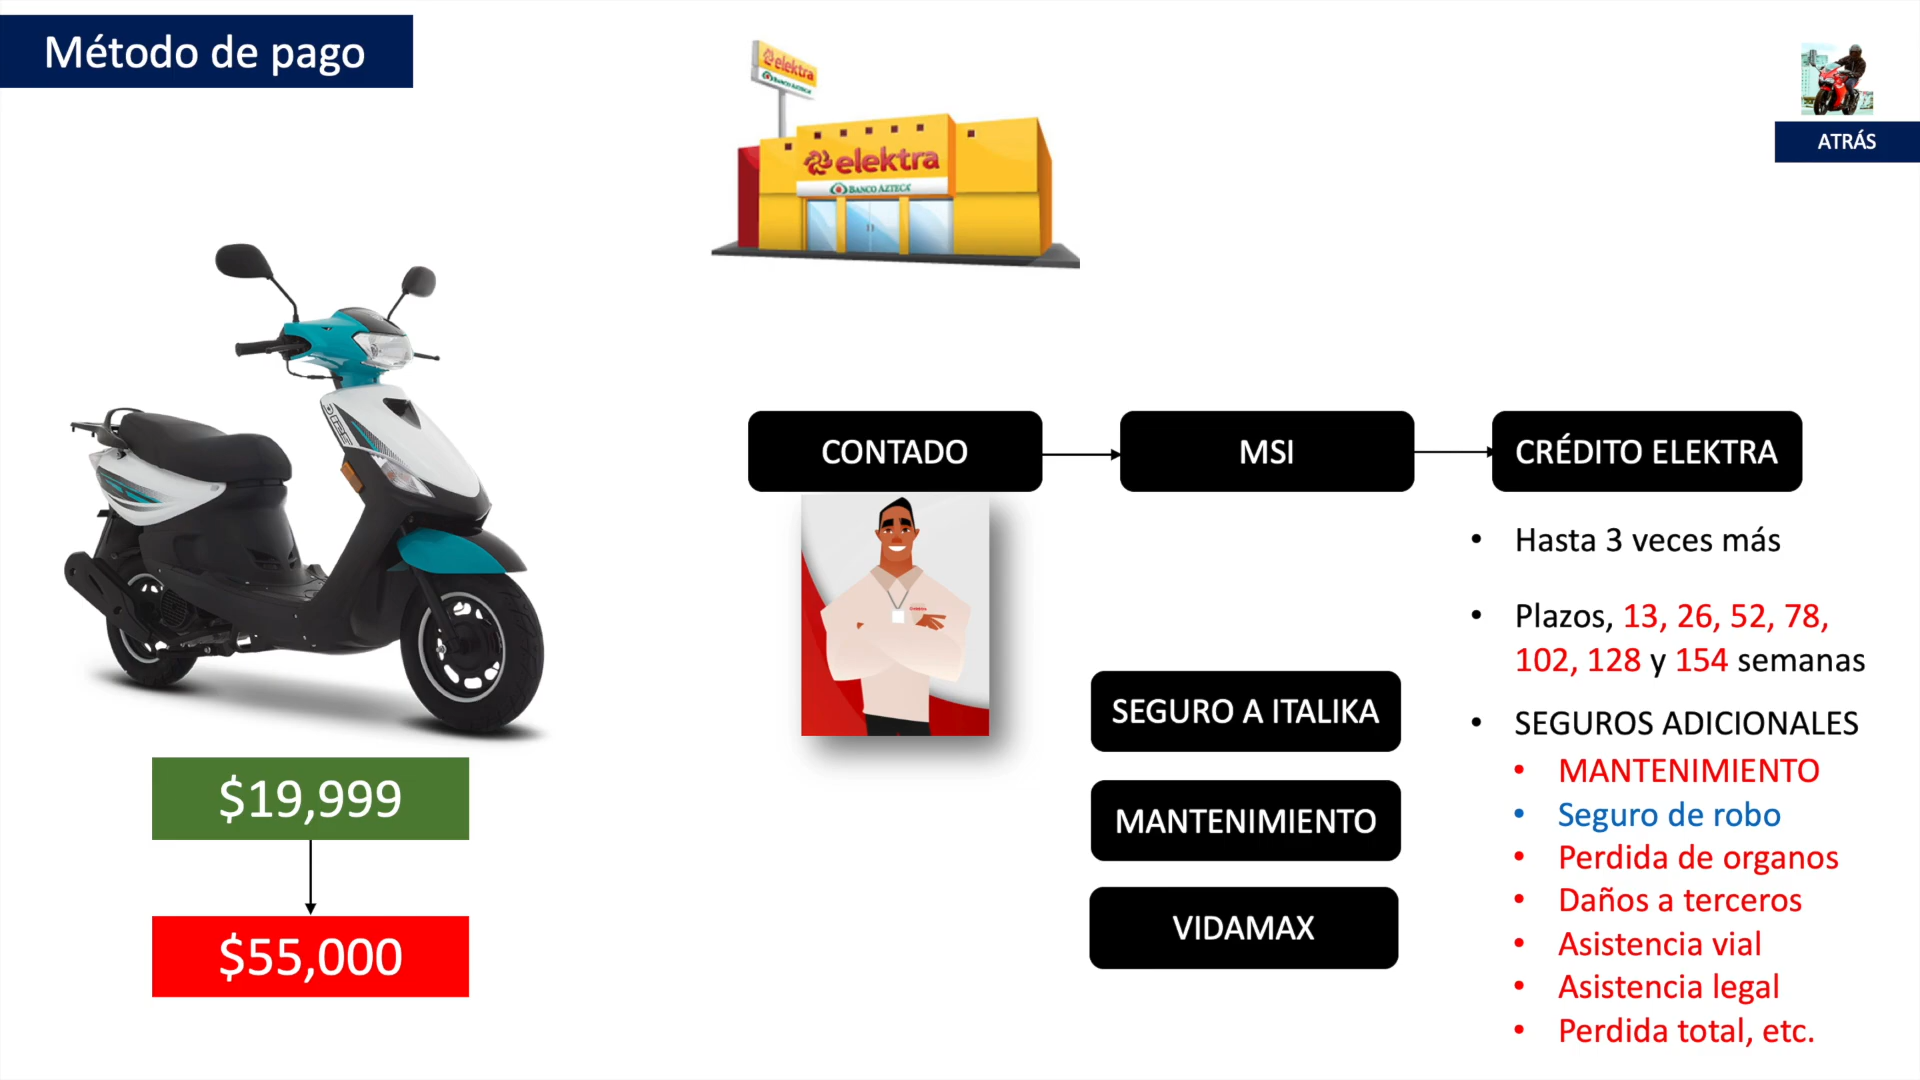 Método de pago
elektra
BANCO AZTECA
elektra
BANCO AZTECA
ATRÁS
CONTADO
MSI
CRÉDITO ELEKTRA
• Hasta 3 veces más
• Plazos, 13, 26, 52, 78,
102, 128 y 154 semanas
• SEGUROS ADICIONALES
• MANTENIMIENTO
• Seguro de robo
• Perdida de organos
• Daños a terceros
• Asistencia vial
• Asistencia legal
• Perdida total, etc.
SEGURO A ITALIKA
MANTENIMIENTO
VIDAMAX
$19,999
$55,000